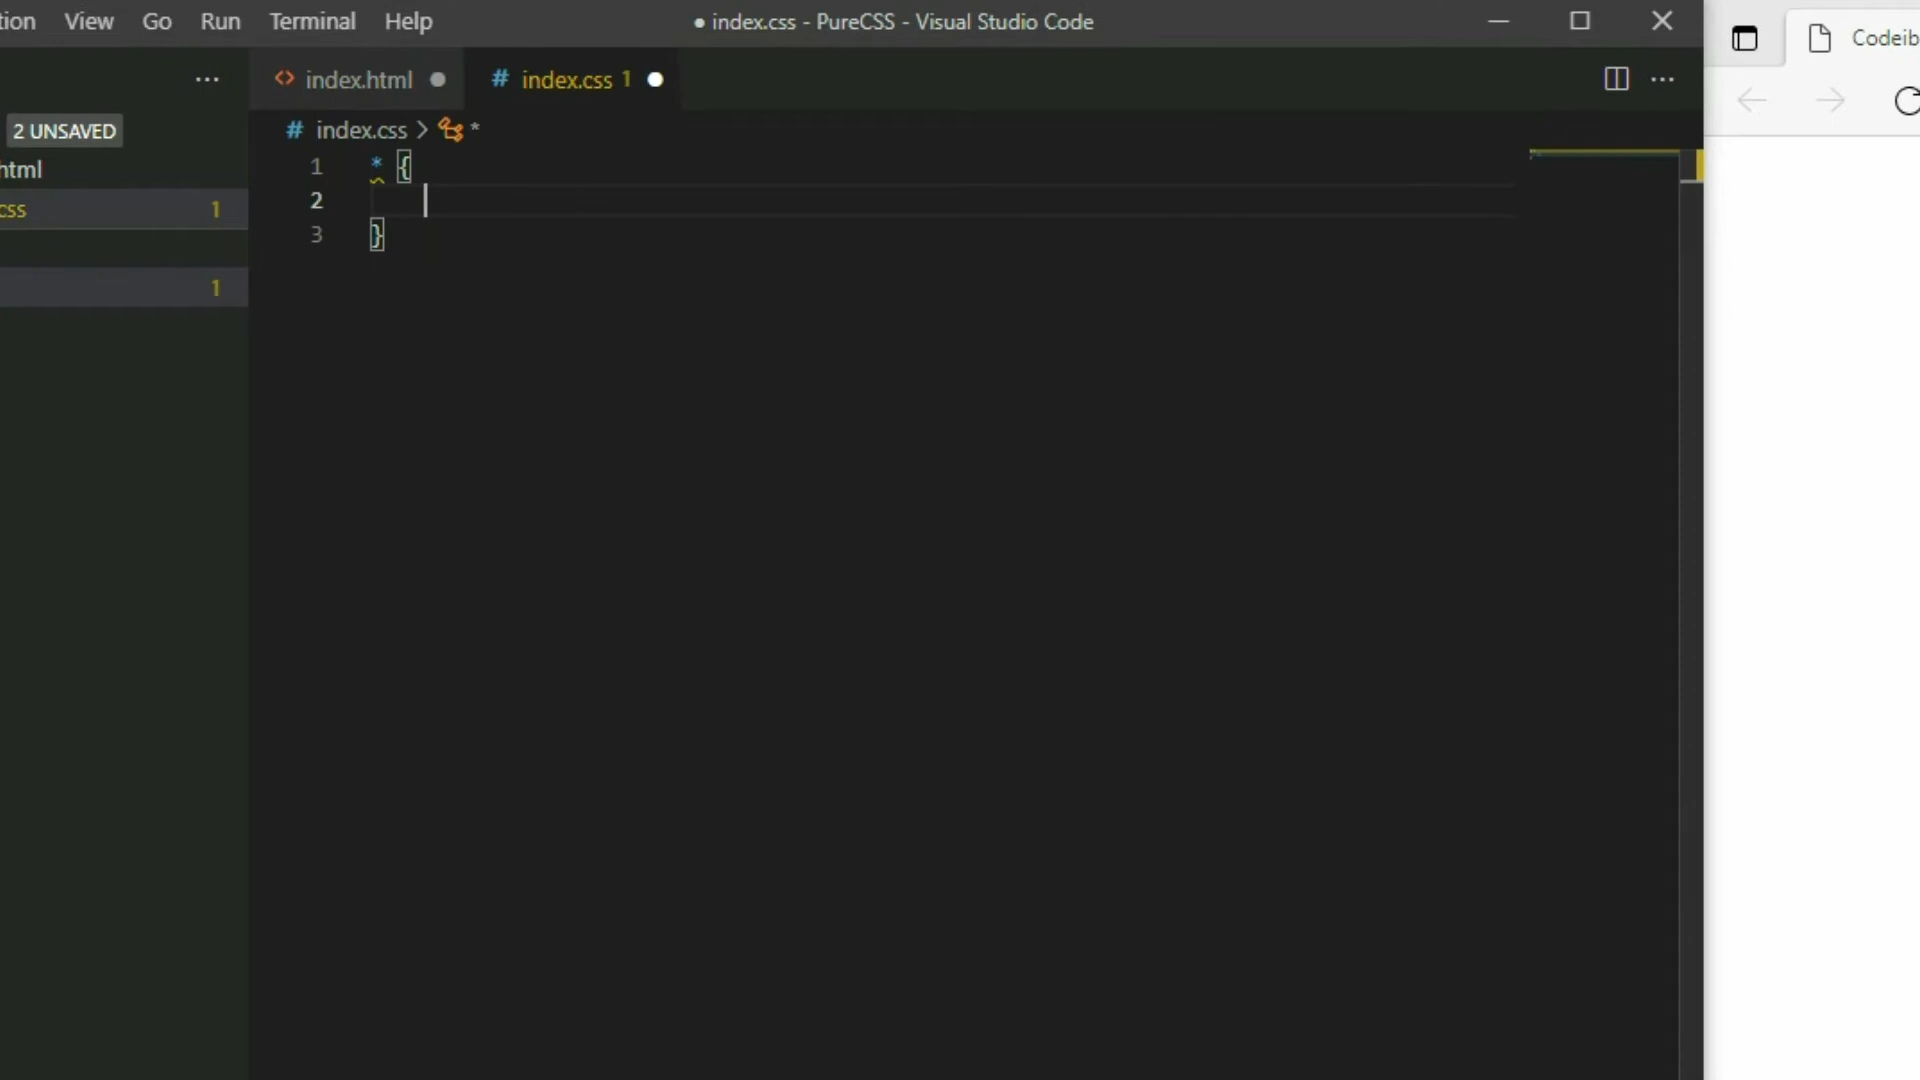 tion View Go Run Terminal Help ● index.css - PureCSS - Visual Studio Code
Codeib
index.html # index.css 1
2 UNSAVED
# index.css > *
html
css 1
1
1 * {
2
3 }